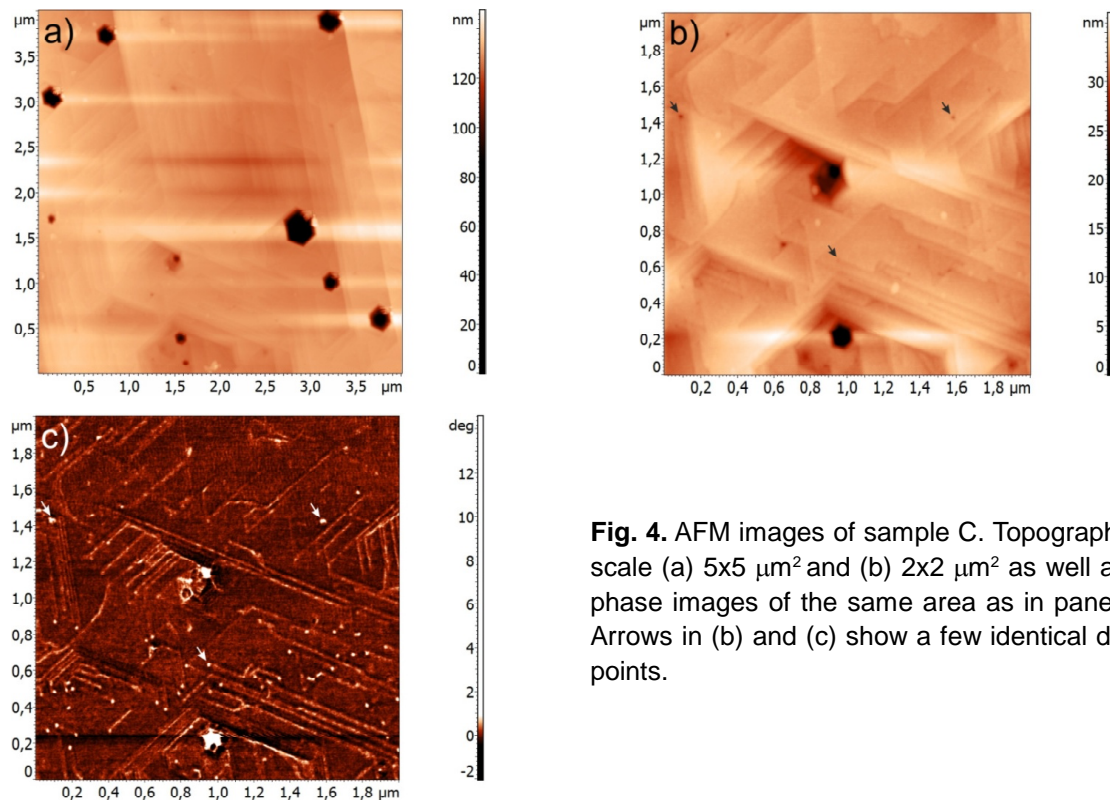 a)
µm
3,5
3,0
2,5
2,0
1,5
1,0
0,5
0,5 1,0 1,5 2,0 2,5 3,0 3,5
µm
nm
120
100
80
60
40
20
0
b)
µm
1,8
1,6
1,4
1,2
1,0
0,8
0,6
0,4
0,2
0
0,2 0,4 0,6 0,8 1,0 1,2 1,4 1,6 1,8 µm
nm
30
25
20
15
10
5
0
c)
µm
1,8
1,6
1,4
1,2
1,0
0,8
0,6
0,4
0,2
0
0,2 0,4 0,6 0,8 1,0 1,2 1,4 1,6 1,8 µm
deg
12
10
8
6
4
2
0
-2
Fig. 4. AFM images of sample C. Topograph
scale (a) 5x5 µm² and (b) 2x2 µm² as well a
phase images of the same area as in pane
Arrows in (b) and (c) show a few identical d
points.